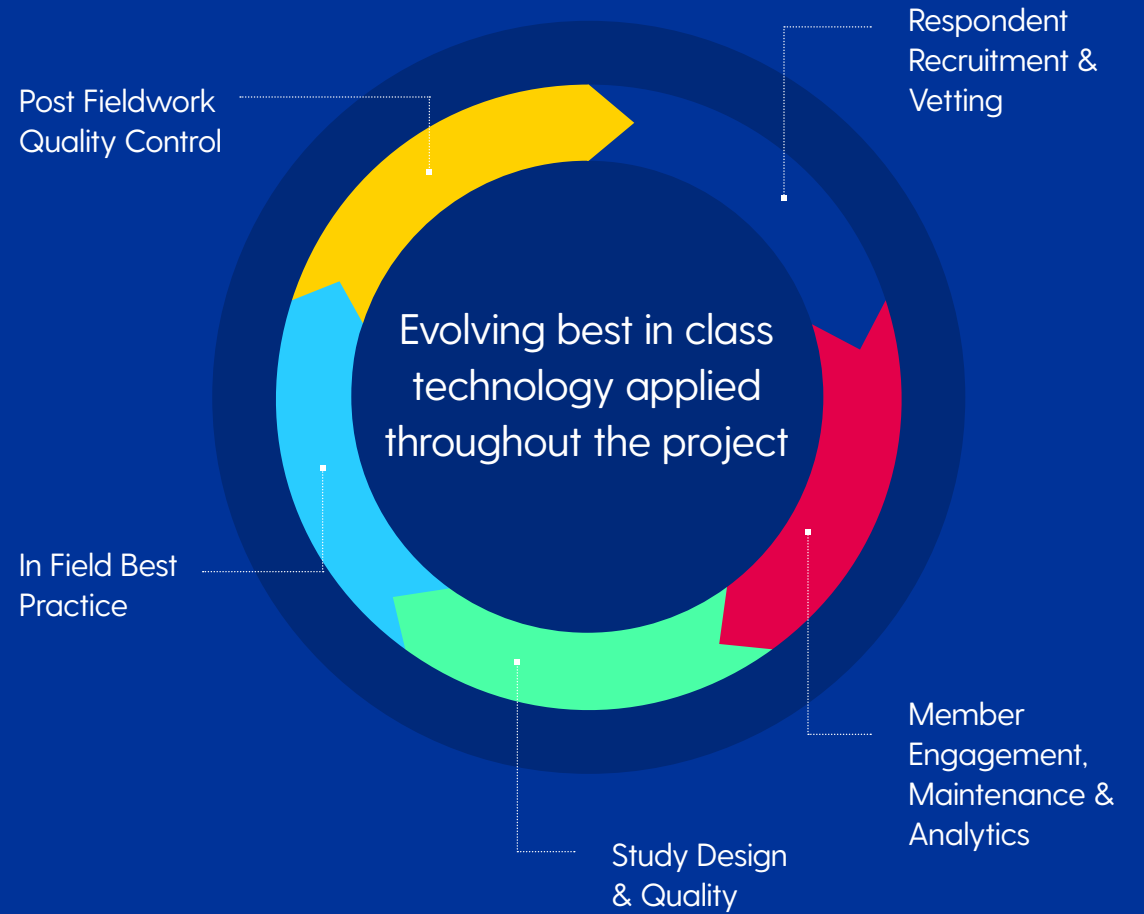 Respondent
Recruitment &
Vetting
Post Fieldwork
Quality Control
Evolving best in class
technology applied
throughout the project
In Field Best
Practice
Member
Engagement,
Maintenance &
Analytics
Study Design
& Quality